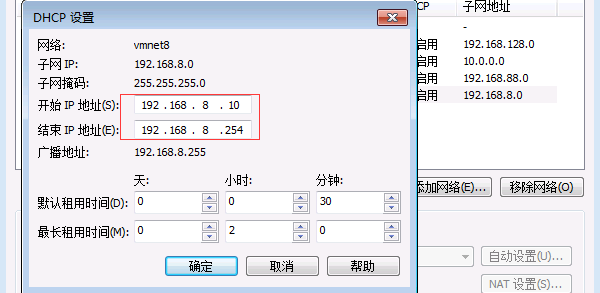 DHCP 设置
网络: vmnet8
子网 IP: 192.168.8.0
子网掩码: 255.255.255.0
开始 IP 地址(S): 192 .168 . 8 . 10
结束 IP 地址(E): 192 .168 . 8 .254
广播地址: 192.168.8.255
天: 小时: 分钟:
默认租用时间(D): 0 0 30
最长租用时间(M): 0 2 0
确定 取消 帮助
HCP 子网地址
-
启用 192.168.128.0
启用 10.0.0.0
启用 192.168.88.0
启用 192.168.8.0
添加网络(E)... 移除网络(O)
自动设置(U)...
NAT 设置(S)...